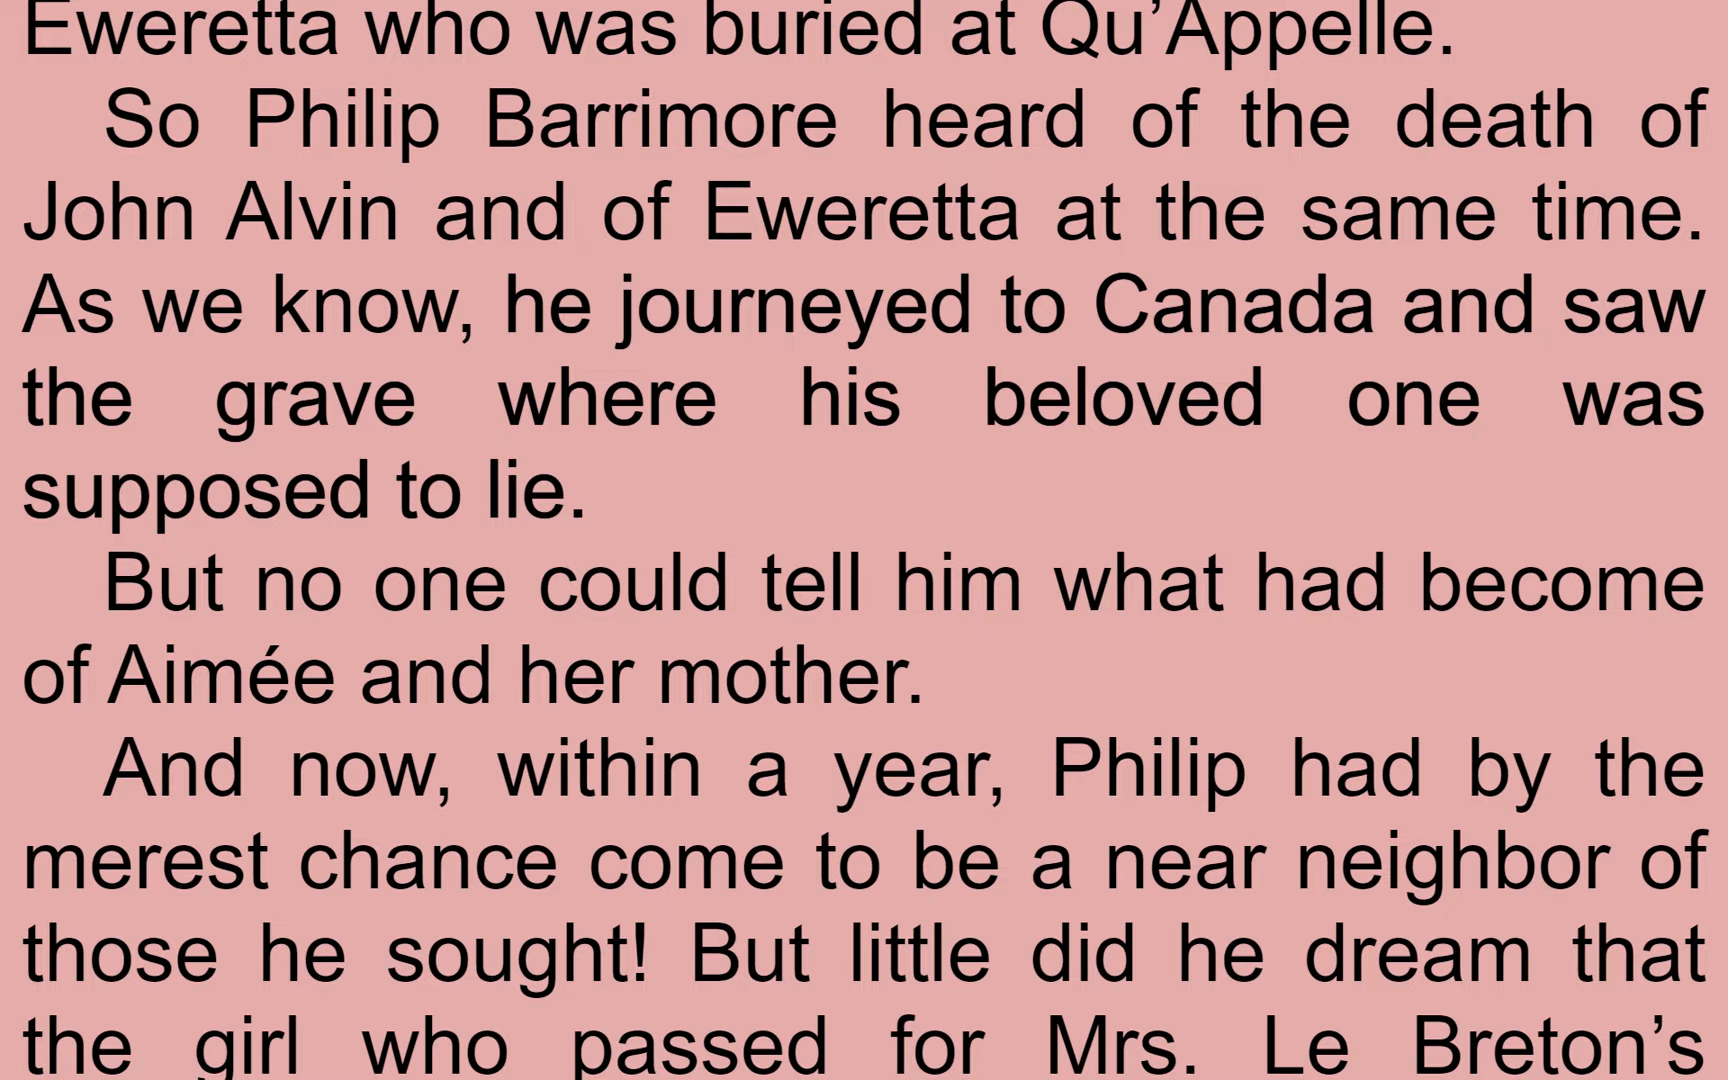 Eweretta who was buried at Qu’Appelle.
So Philip Barrimore heard of the death of
John Alvin and of Eweretta at the same time.
As we know, he journeyed to Canada and saw
the grave where his beloved one was
supposed to lie.
But no one could tell him what had become
of Aimée and her mother.
And now, within a year, Philip had by the
merest chance come to be a near neighbor of
those he sought! But little did he dream that
the girl who passed for Mrs. Le Breton’s